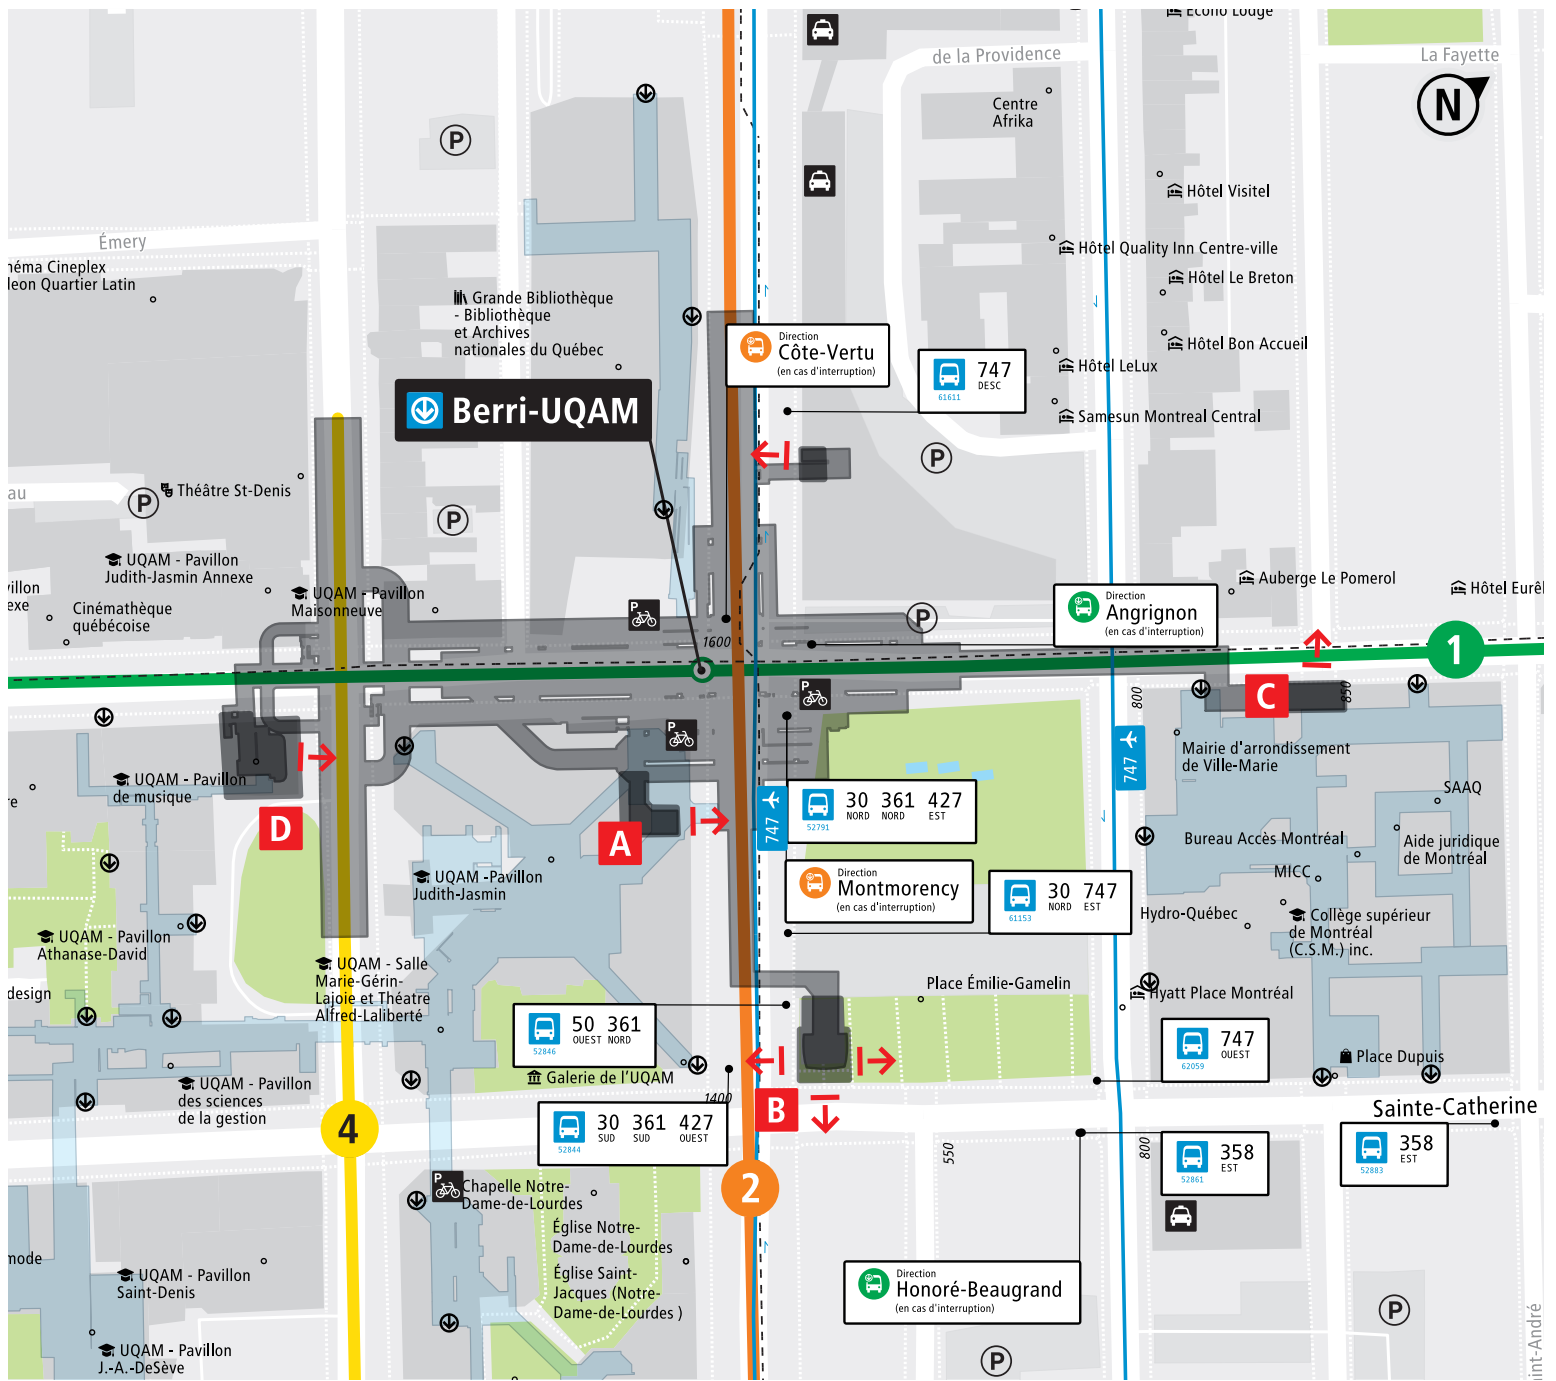 Econo Lodge
de la Providence
La Fayette
N
Centre
Afrika
P
Hôtel Visitel
Émery
Hôtel Quality Inn Centre-ville
néma Cineplex
leon Quartier Latin
Hôtel Le Breton
Grande Bibliothèque
- Bibliothèque
et Archives
nationales du Québec
Direction
Côte-Vertu
(en cas d'interruption)
747
DESC
61611
Hôtel Bon Accueil
Hôtel LeLux
Samesun Montreal Central
Berri-UQAM
P
au
P
Théâtre St-Denis
P
UQAM - Pavillon
Judith-Jasmin Annexe
villon
exe
Cinémathèque
québécoise
UQAM - Pavillon
Maisonneuve
P
P
Direction
Angrignon
(en cas d'interruption)
Auberge Le Pomerol
Hôtel Eurêl
1600
1
P
P
800
C
850
Mairie d'arrondissement
de Ville-Marie
747
UQAM - Pavillon
de musique
re
SAAQ
D
A
747
30 361 427
NORD NORD EST
52791
Bureau Accès Montréal
Aide juridique
de Montréal
MICC
UQAM -Pavillon
Judith-Jasmin
Direction
Montmorency
(en cas d'interruption)
30 747
NORD EST
61153
Hydro-Québec
Collège supérieur
de Montréal
(C.S.M.) inc.
UQAM - Pavillon
Athanase-David
design
UQAM - Salle
Marie-Gérin-
Lajoie et Théatre
Alfred-Laliberté
Place Émilie-Gamelin
Hyatt Place Montréal
50 361
OUEST NORD
52846
747
OUEST
62059
Place Dupuis
Galerie de l'UQAM
UQAM - Pavillon
des sciences
de la gestion
1400
B
Sainte-Catherine
4
30 361 427
SUD SUD OUEST
52844
550
800
358
EST
52861
358
EST
52883
P
Chapelle Notre-
Dame-de-Lourdes
2
Église Notre-
Dame-de-Lourdes
Église Saint-
Jacques (Notre-
Dame-de-Lourdes )
mode
UQAM - Pavillon
Saint-Denis
Direction
Honoré-Beaugrand
(en cas d'interruption)
P
UQAM - Pavillon
J.-A.-DeSève
P
int-André